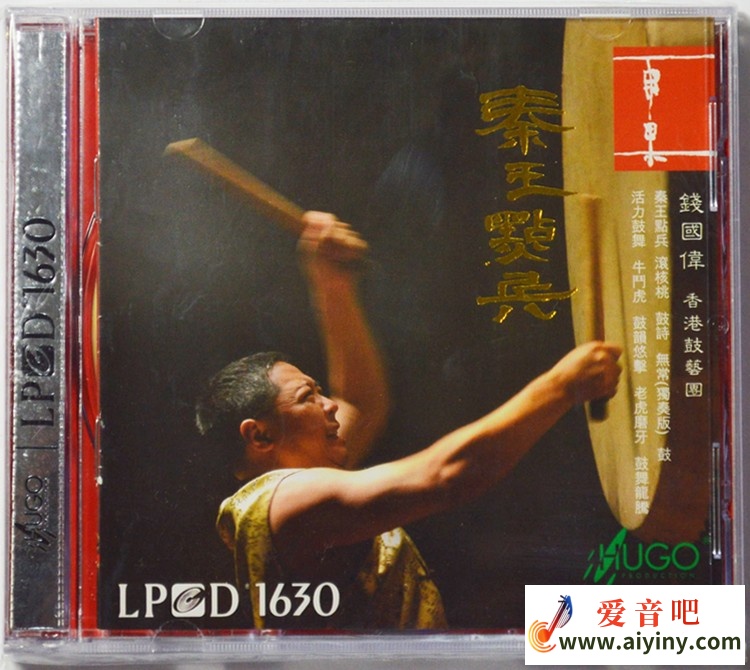 秦王點兵
錢國偉 香港鼓藝團
秦王點兵 滾核桃 鼓詩 無常(獨奏版) 鼓
活力鼓舞 牛鬥虎 鼓韻悠擊 老虎磨牙 鼓舞龍騰
HUGO
PRODUCTION
LPCD 1630
HUGO | LPCD 1630
爱音吧
www.aiyiny.com